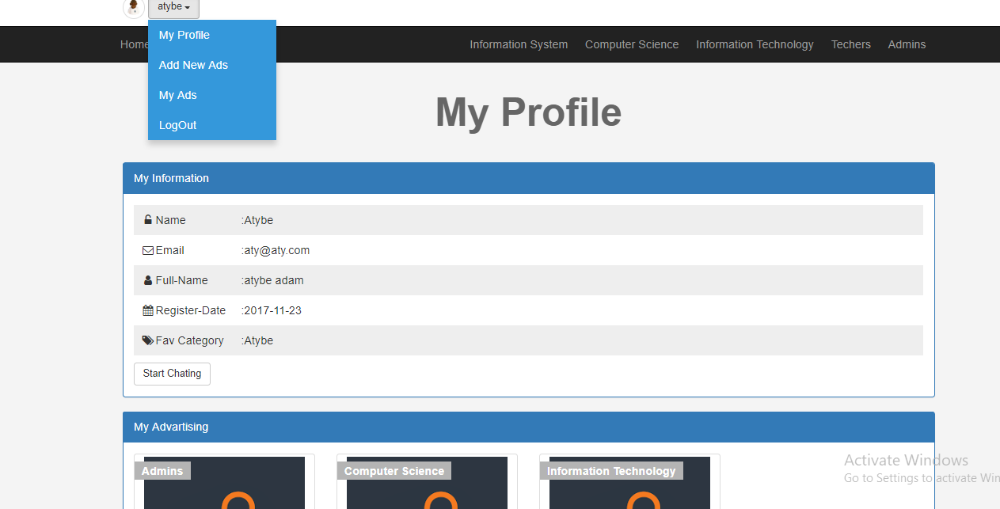 atybe
My Profile
Add New Ads
My Ads
LogOut
Home Information System Computer Science Information Technology Techers Admins
My Profile
My Information
Name :Atybe
Email :aty@aty.com
Full-Name :atybe adam
Register-Date :2017-11-23
Fav Category :Atybe
Start Chating
My Advartising
Admins Computer Science Information Technology
Activate Windows
Go to Settings to activate Win